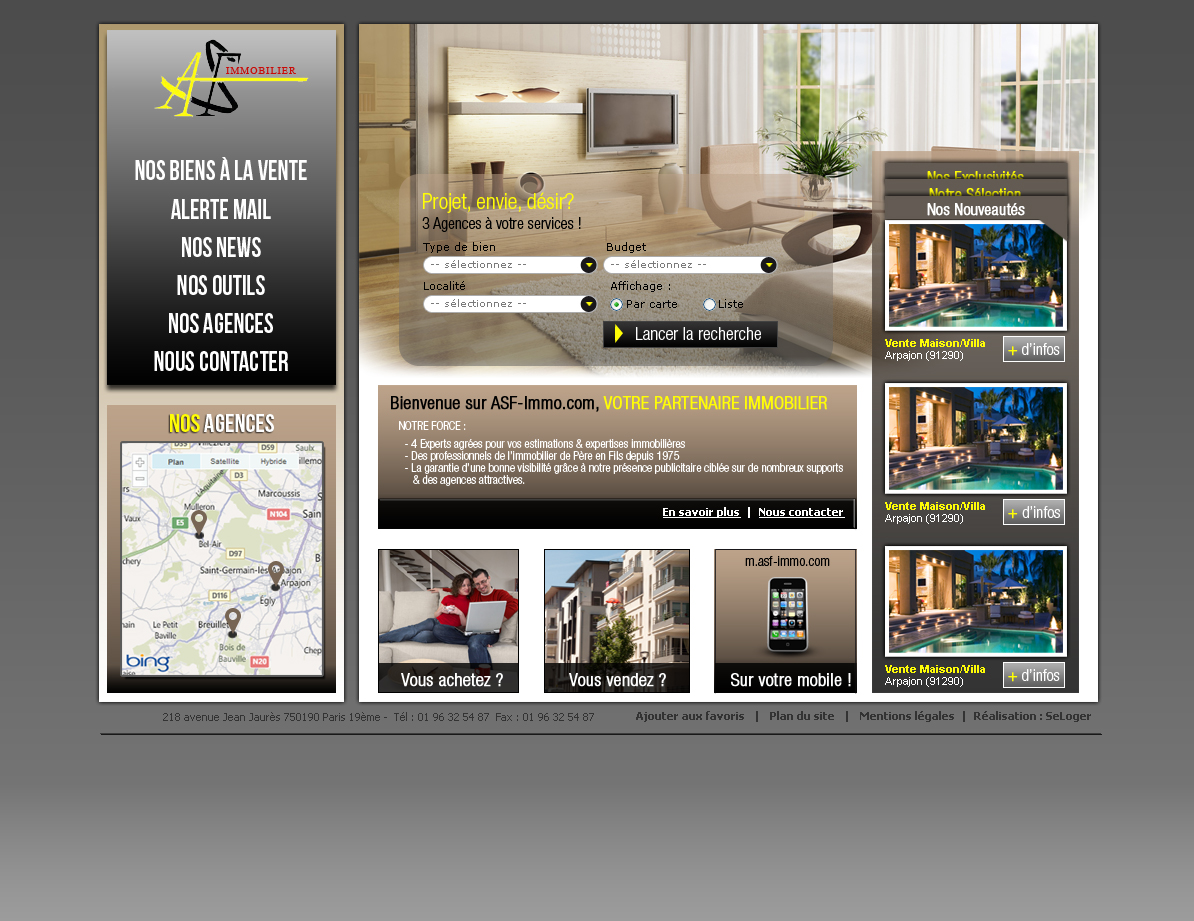 IMMOBILIER
NOS BIENS À LA VENTE
ALERTE MAIL
NOS NEWS
NOS OUTILS
NOS AGENCES
NOUS CONTACTER
NOS AGENCES
D59
D59
Saulx
Plan
Satellite
Hybride
Marcoussis
Vaux
Mulleron
E5
N104
Bel Air
D97
chery
Saint-Germain-lès-Arpajon
Arpajon
D116
Egly
Le Petit
Baville
Breuillet
Bois de
Bauville
N20
bing
Projet, envie, désir?
3 Agences à votre services !
Type de bien
Budget
-- sélectionnez --
-- sélectionnez --
Localité
Affichage :
-- sélectionnez --
Par carte
Liste
Lancer la recherche
Bienvenue sur ASF-Immo.com, VOTRE PARTENAIRE IMMOBILIER
NOTRE FORCE :
- 4 Experts agrées pour vos estimations & expertises immobilières
- Des professionnels de l'immobilier de Père en Fils depuis 1975
- La garantie d'une bonne visibilité grâce à notre présence publicitaire ciblée sur de nombreux supports
& des agences attractives.
En savoir plus | Nous contacter
Vous achetez ?
Vous vendez ?
m.asf-immo.com
Sur votre mobile !
Nos Exclusivités
Notre Sélection
Nos Nouveautés
Vente Maison/Villa
Arpajon (91290)
+ d'infos
Vente Maison/Villa
Arpajon (91290)
+ d'infos
Vente Maison/Villa
Arpajon (91290)
+ d'infos
218 avenue Jean Jaurès 750190 Paris 19ème - Tél : 01 96 32 54 87 Fax : 01 96 32 54 87
Ajouter aux favoris | Plan du site | Mentions légales | Réalisation : SeLoger